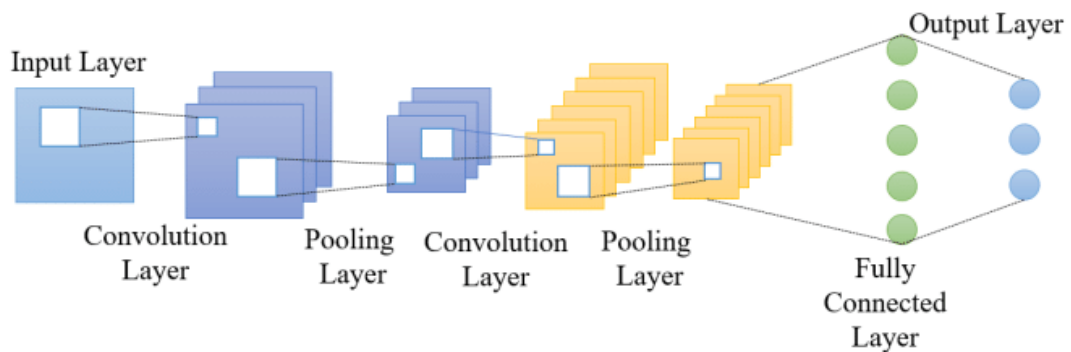 Input Layer
Output Layer
Convolution
Layer
Pooling
Layer
Convolution
Layer
Pooling
Layer
Fully
Connected
Layer